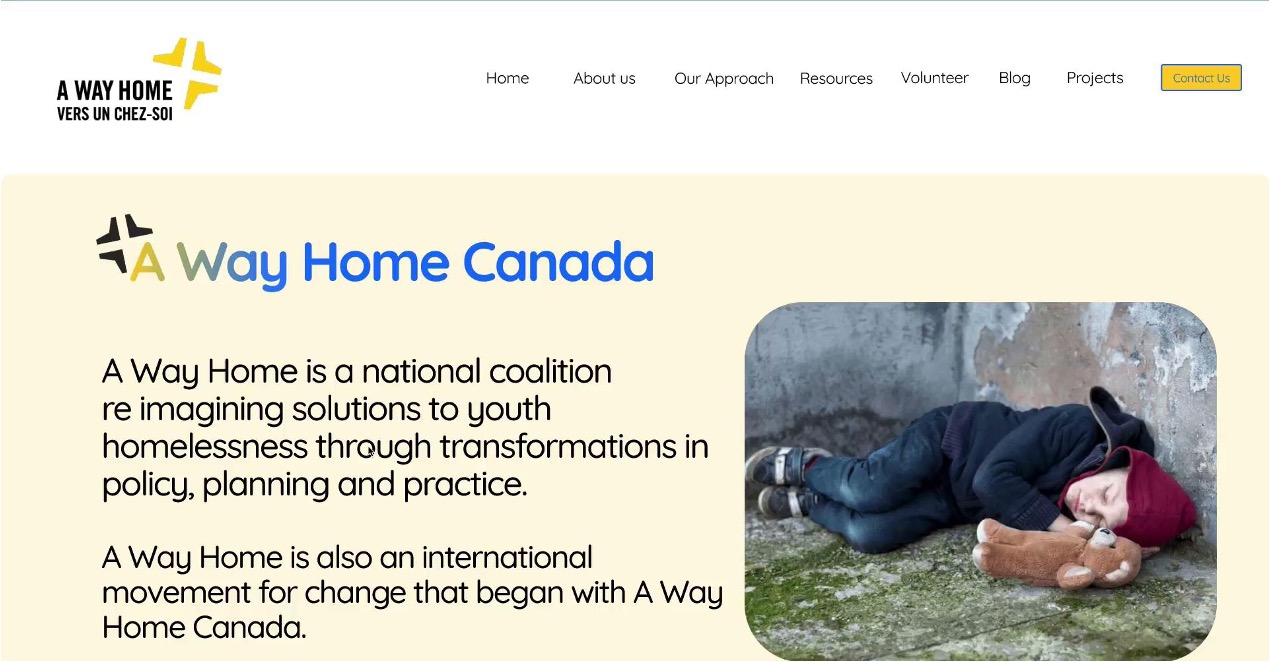 A WAY HOME
VERS UN CHEZ-SOI
Home About us Our Approach Resources Volunteer Blog Projects Contact Us
A Way Home Canada
A Way Home is a national coalition
re imagining solutions to youth
homelessness through transformations in
policy, planning and practice.
A Way Home is also an international
movement for change that began with A Way
Home Canada.